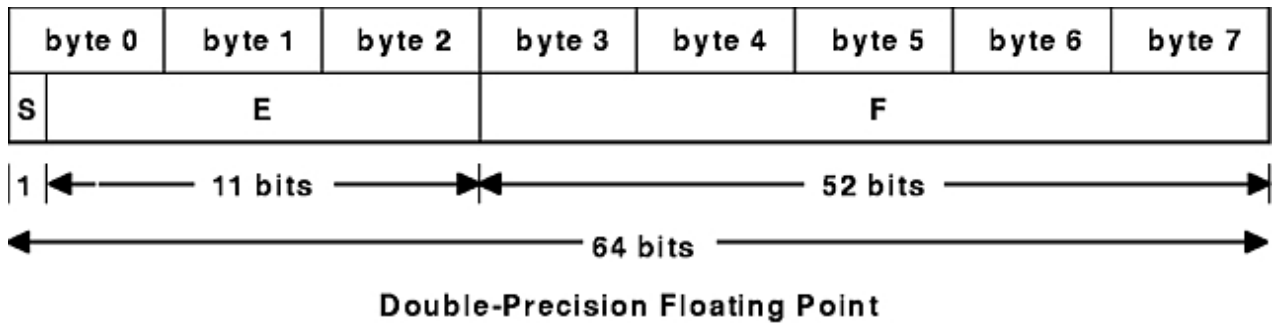 byte 0 byte 1 byte 2 byte 3 byte 4 byte 5 byte 6 byte 7
S E F
1 11 bits 52 bits
64 bits
Double-Precision Floating Point